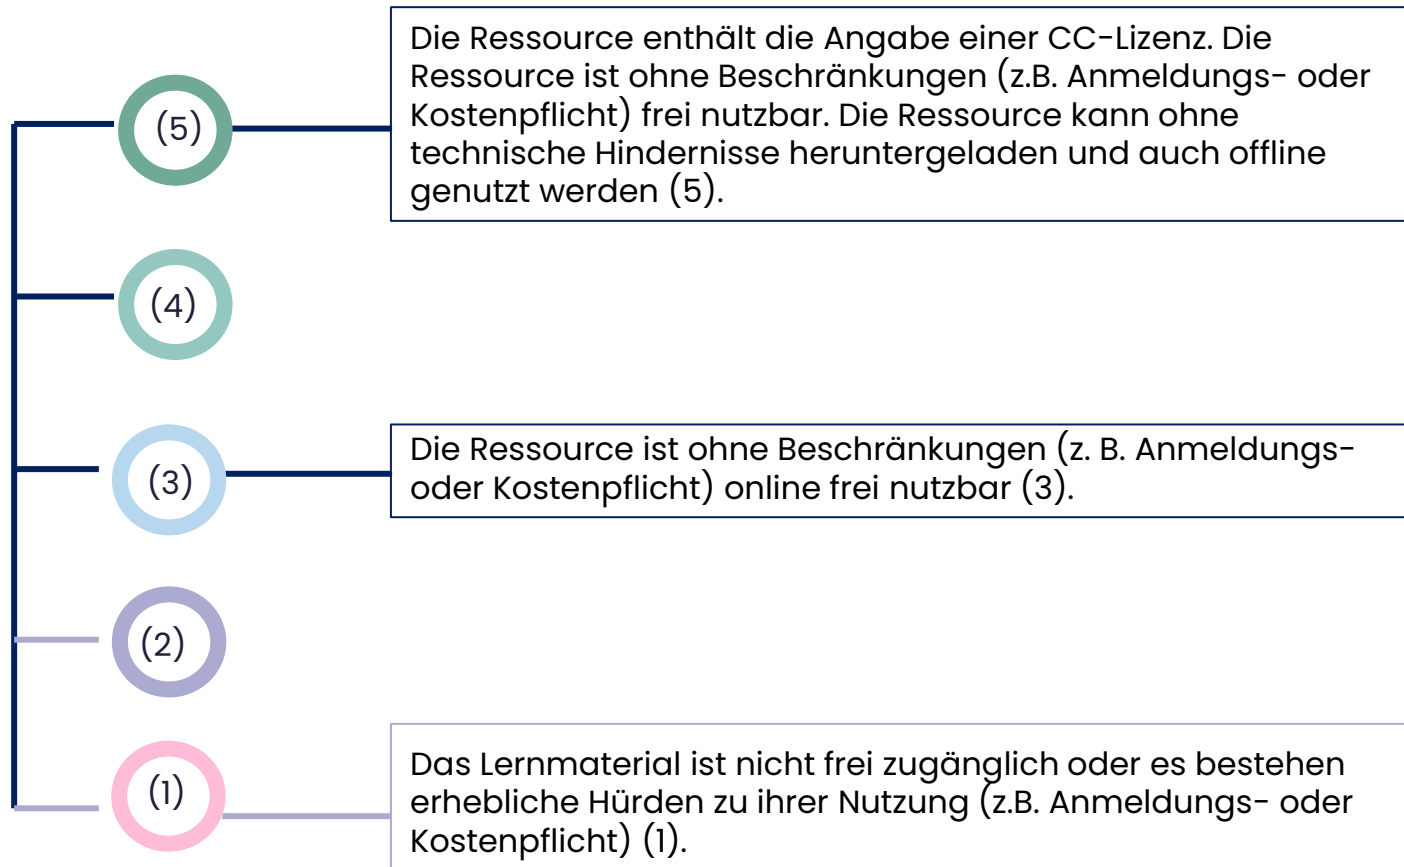 Die Ressource enthält die Angabe einer CC-Lizenz. Die
Ressource ist ohne Beschränkungen (z.B. Anmeldungs- oder
Kostenpflicht) frei nutzbar. Die Ressource kann ohne
technische Hindernisse heruntergeladen und auch offline
genutzt werden (5).
(5)
(4)
Die Ressource ist ohne Beschränkungen (z. B. Anmeldungs-
oder Kostenpflicht) online frei nutzbar (3).
(3)
(2)
Das Lernmaterial ist nicht frei zugänglich oder es bestehen
erhebliche Hürden zu ihrer Nutzung (z.B. Anmeldungs- oder
Kostenpflicht) (1).
(1)